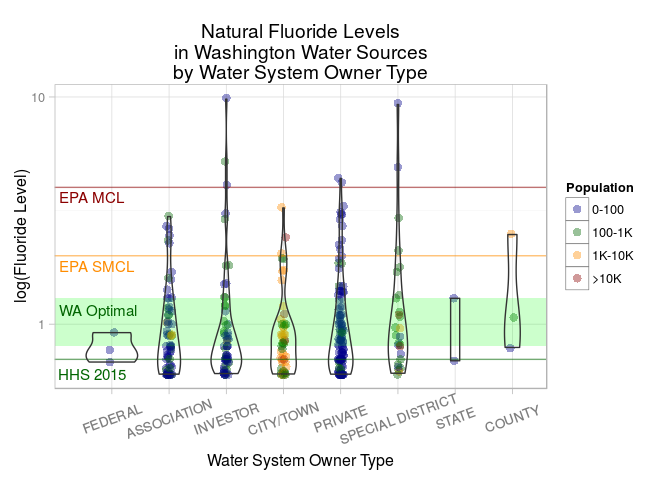 Natural Fluoride Levels
in Washington Water Sources
by Water System Owner Type
log(Fluoride Level)
10
1
EPA MCL
EPA SMCL
WA Optimal
HHS 2015
FEDERAL
ASSOCIATION
INVESTOR
CITY/TOWN
PRIVATE
SPECIAL DISTRICT
STATE
COUNTY
Water System Owner Type
Population
0-100
100-1K
1K-10K
>10K